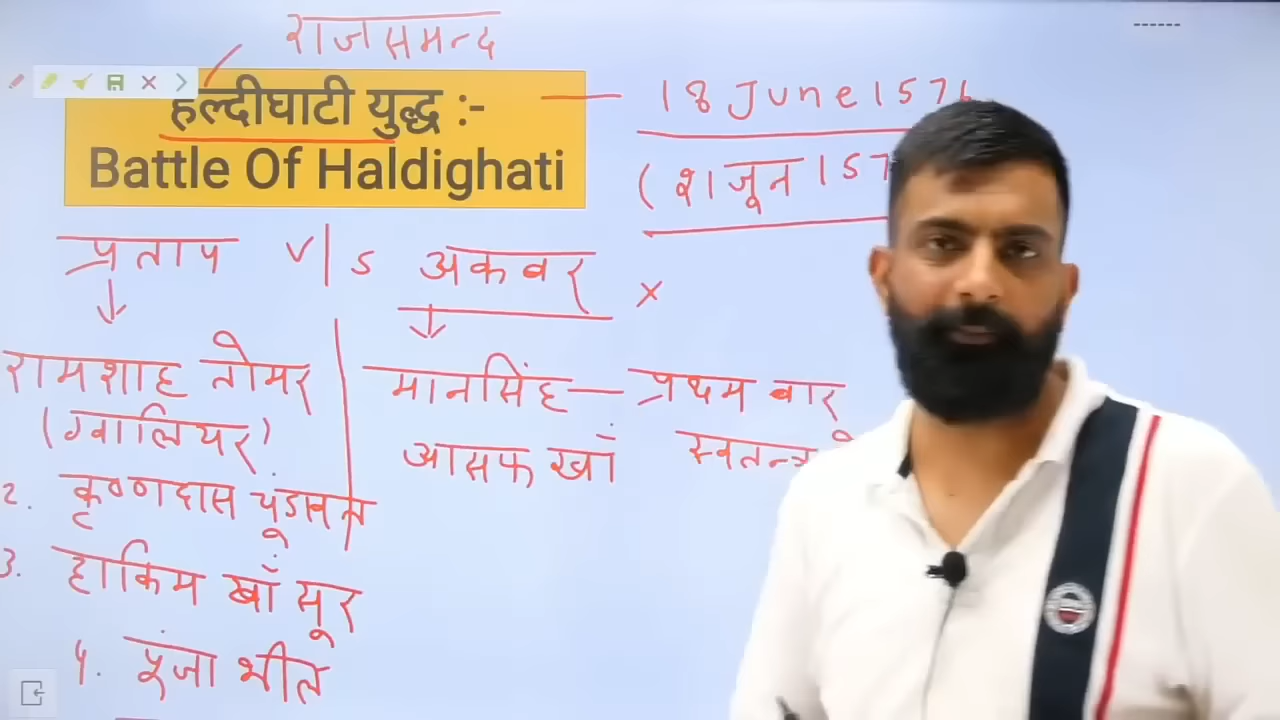 राजसमन्द
हल्दीघाटी युद्ध :-
Battle Of Haldighati
18 June 1576
जून 157
प्रताप V/s अकबर x
रामशाह तोमर
(ग्वालियर)
मानसिंह — प्रथम बार
आसफ खाँ
2. कृष्णदास चूंडावत
3. हाकिम खाँ सूर
4. पूंजा भील
------